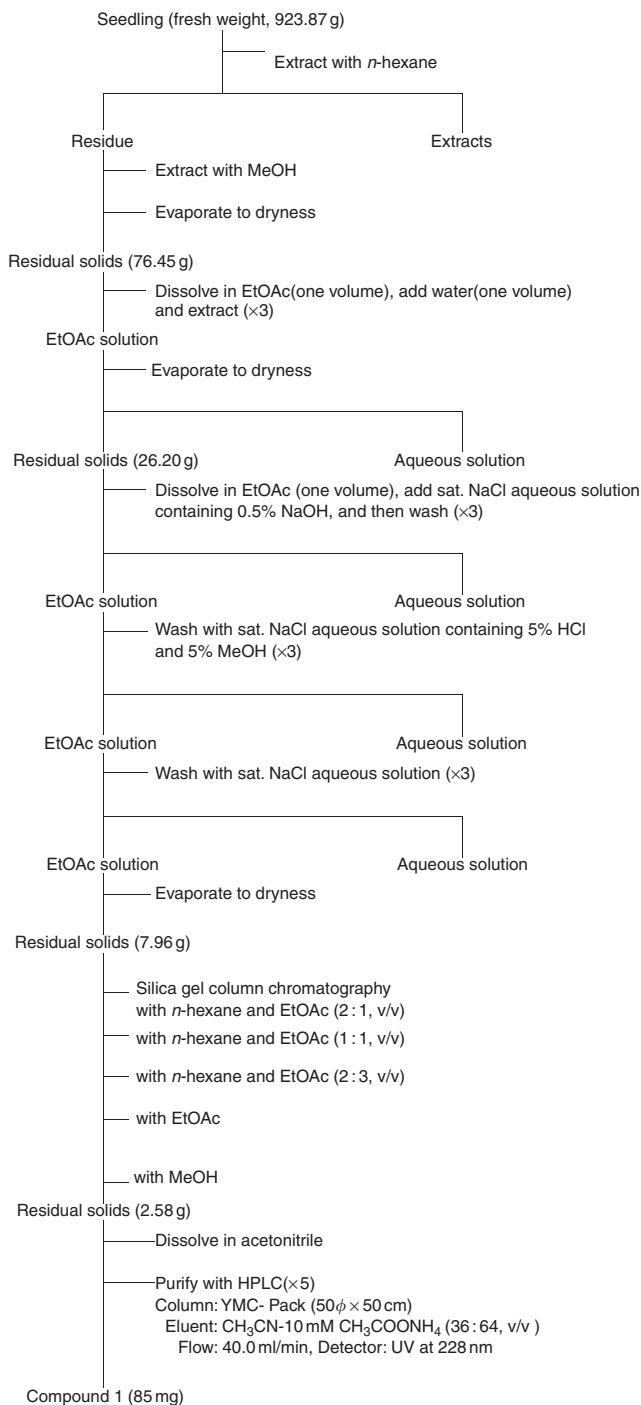 Seedling (fresh weight, 923.87 g)
Extract with n-hexane
Residue
Extracts
Extract with MeOH
Evaporate to dryness
Residual solids (76.45 g)
Dissolve in EtOAc(one volume), add water(one volume)
and extract (×3)
EtOAc solution
Evaporate to dryness
Residual solids (26.20 g)
Aqueous solution
Dissolve in EtOAc (one volume), add sat. NaCl aqueous solution
containing 0.5% NaOH, and then wash (×3)
EtOAc solution
Aqueous solution
Wash with sat. NaCl aqueous solution containing 5% HCl
and 5% MeOH (×3)
EtOAc solution
Aqueous solution
Wash with sat. NaCl aqueous solution (×3)
EtOAc solution
Aqueous solution
Evaporate to dryness
Residual solids (7.96 g)
Silica gel column chromatography
with n-hexane and EtOAc (2 : 1, v/v)
with n-hexane and EtOAc (1 : 1, v/v)
with n-hexane and EtOAc (2 : 3, v/v)
with EtOAc
with MeOH
Residual solids (2.58 g)
Dissolve in acetonitrile
Purify with HPLC(×5)
Column: YMC- Pack (50ϕ × 50 cm)
Eluent: CH₃CN-10 mM CH₃COONH₄ (36 : 64, v/v )
Flow: 40.0 ml/min, Detector: UV at 228 nm
Compound 1 (85 mg)